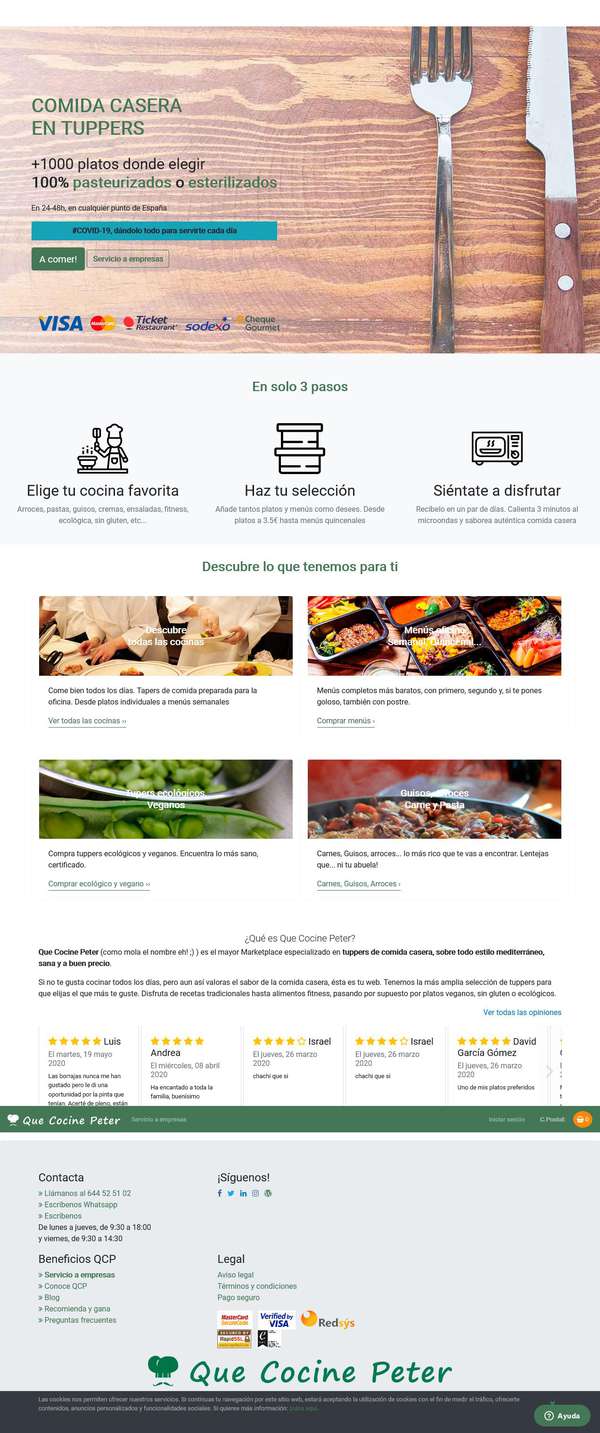 COMIDA CASERA
EN TUPPERS
+1000 platos donde elegir
100% pasteurizados o esterilizados
En 24-48h, en cualquier punto de España
#COVID-19, dándolo todo para servirte cada día
A comer!
Servicio a empresas
VISA
MasterCard
Ticket Restaurant
sodexo
Cheque Gourmet
En solo 3 pasos
Elige tu cocina favorita
Arroces, pastas, guisos, cremas, ensaladas, fitness,
ecológica, sin gluten, etc...
Haz tu selección
Añade tantos platos y menús como desees. Desde
platos a 3.5€ hasta menús quincenales
Siéntate a disfrutar
Recíbelo en un par de días. Calienta 3 minutos al
microondas y saborea auténtica comida casera
Descubre lo que tenemos para ti
Descubre
todas las cocinas
Come bien todos los días. Tapers de comida preparada para la
oficina. Desde platos individuales a menús semanales
Ver todas las cocinas ››
Menús oficina
Semanal, Quincenal...
Menús completos más baratos, con primero, segundo y, si te pones
goloso, también con postre.
Comprar menús ›
Tupers ecológicos
Veganos
Compra tuppers ecológicos y veganos. Encuentra lo más sano,
certificado.
Comprar ecológico y vegano ››
Guisos, Arroces
Carne y Pasta
Carnes, Guisos, arroces... lo más rico que te vas a encontrar. Lentejas
que... ni tu abuela!
Carnes, Guisos, Arroces ›
¿Qué es Que Cocine Peter?
Que Cocine Peter (como mola el nombre eh! ;) ) es el mayor Marketplace especializado en tuppers de comida casera, sobre todo estilo mediterráneo,
sana y a buen precio.
Si no te gusta cocinar todos los días, pero aun así valoras el sabor de la comida casera, ésta es tu web. Tenemos la más amplia selección de tuppers para
que elijas el que más te guste. Disfruta de recetas tradicionales hasta alimentos fitness, pasando por supuesto por platos veganos, sin gluten o ecológicos.
Ver todas las opiniones
Luis
El martes, 19 mayo
2020
Las borrajas nunca me han
gustado pero le di una
oportunidad por la pinta que
tenían. Acerté de pleno, están
Andrea
El miércoles, 08 abril
2020
Ha encantado a toda la
familia, buenísimo
Israel
El jueves, 26 marzo
2020
chachi que si
Israel
El jueves, 26 marzo
2020
chachi que si
David
García Gómez
El jueves, 26 marzo
2020
Uno de mis platos preferidos
Que Cocine Peter
Servicio a empresas
Iniciar sesión
C.Postal:
0
Contacta
» Llámanos al 644 52 51 02
» Escríbenos Whatsapp
» Escríbenos
De lunes a jueves, de 9:30 a 18:00
y viernes, de 9:30 a 14:30
¡Síguenos!
Beneficios QCP
» Servicio a empresas
» Conoce QCP
» Blog
» Recomienda y gana
» Preguntas frecuentes
Legal
Aviso legal
Términos y condiciones
Pago seguro
MasterCard
SecureCode
Verified by
VISA
Redsys
SECURED BY
RapidSSL
Que Cocine Peter
Las cookies nos permiten ofrecer nuestros servicios. Si continuas tu navegación por este sitio web, estará aceptando la utilización de cookies con el fin de medir el tráfico, ofrecerte
contenidos, anuncios personalizados y funcionalidades sociales. Si quieres más información:
Ayuda